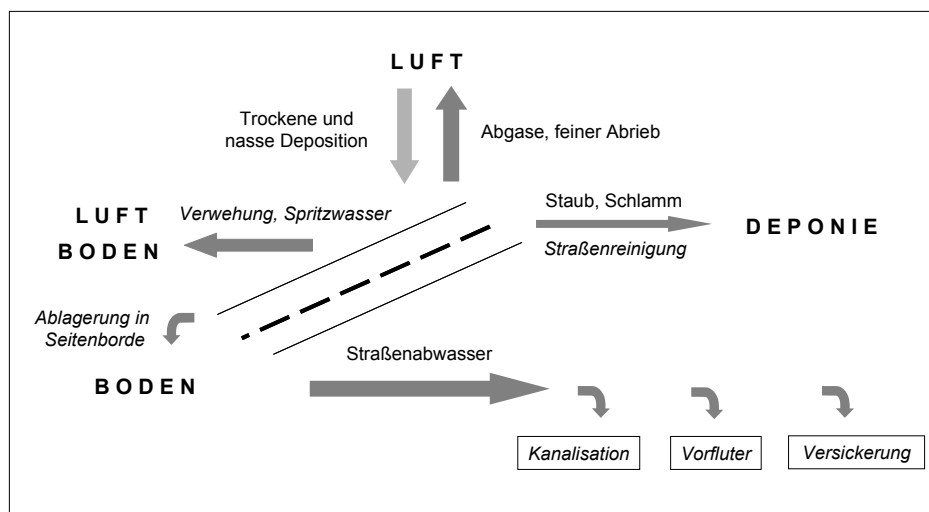 LUFT
Trockene und
nasse Deposition
Abgase, feiner Abrieb
LUFT
BODEN
Verwehung, Spritzwasser
Staub, Schlamm
Straßenreinigung
DEPONIE
Ablagerung in
Seitenborde
BODEN
Straßenabwasser
Kanalisation
Vorfluter
Versickerung